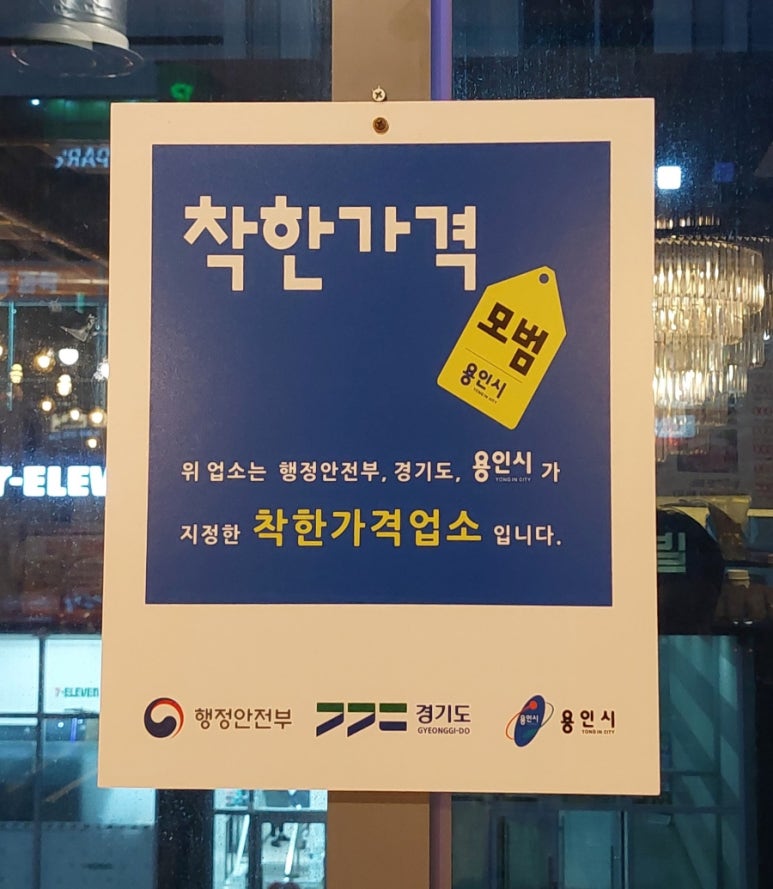 착한가격
모범
용인시
YONG IN CITY
위 업소는 행정안전부, 경기도, 용인시 가
YONG IN CITY
지정한 착한가격업소 입니다.
행정안전부
경기도
GYEONGGI-DO
용인시
용인시
YONG IN CITY
7-ELEVEN
7-ELEVEN